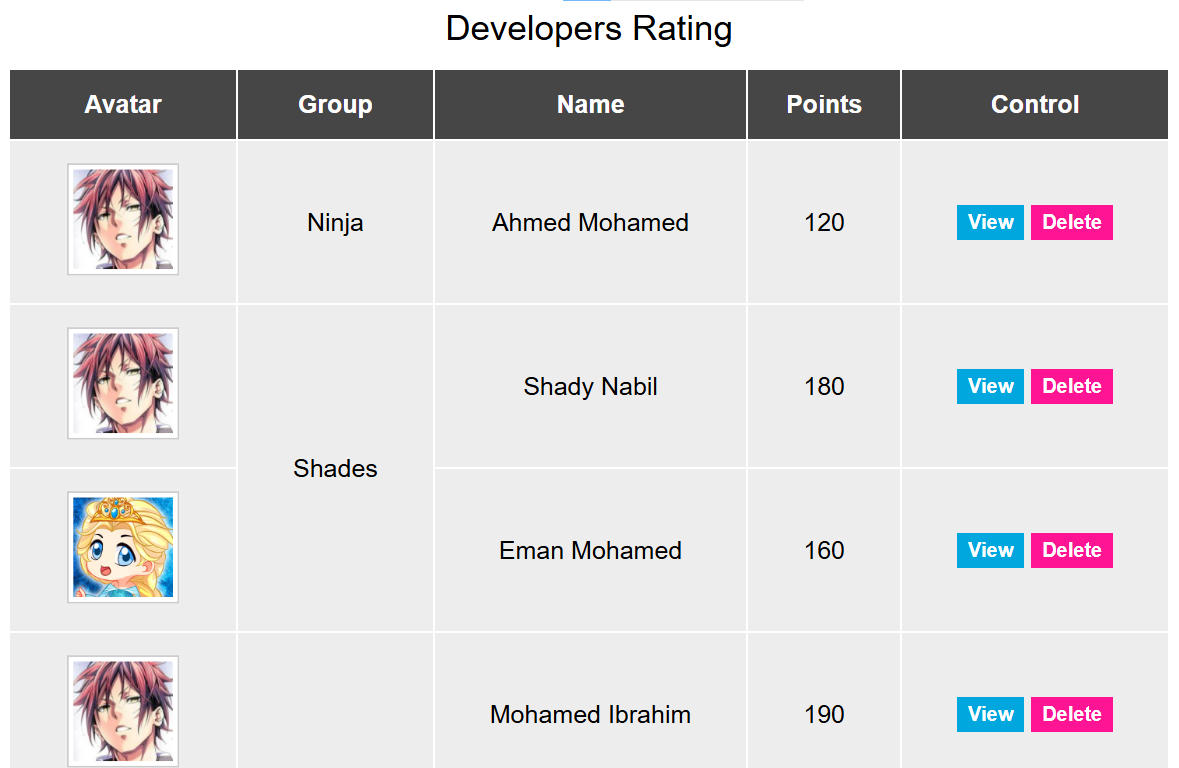 Developers Rating
Avatar Group Name Points Control
Ninja Ahmed Mohamed 120 View Delete
Shady Nabil 180 View Delete
Shades
Eman Mohamed 160 View Delete
Mohamed Ibrahim 190 View Delete